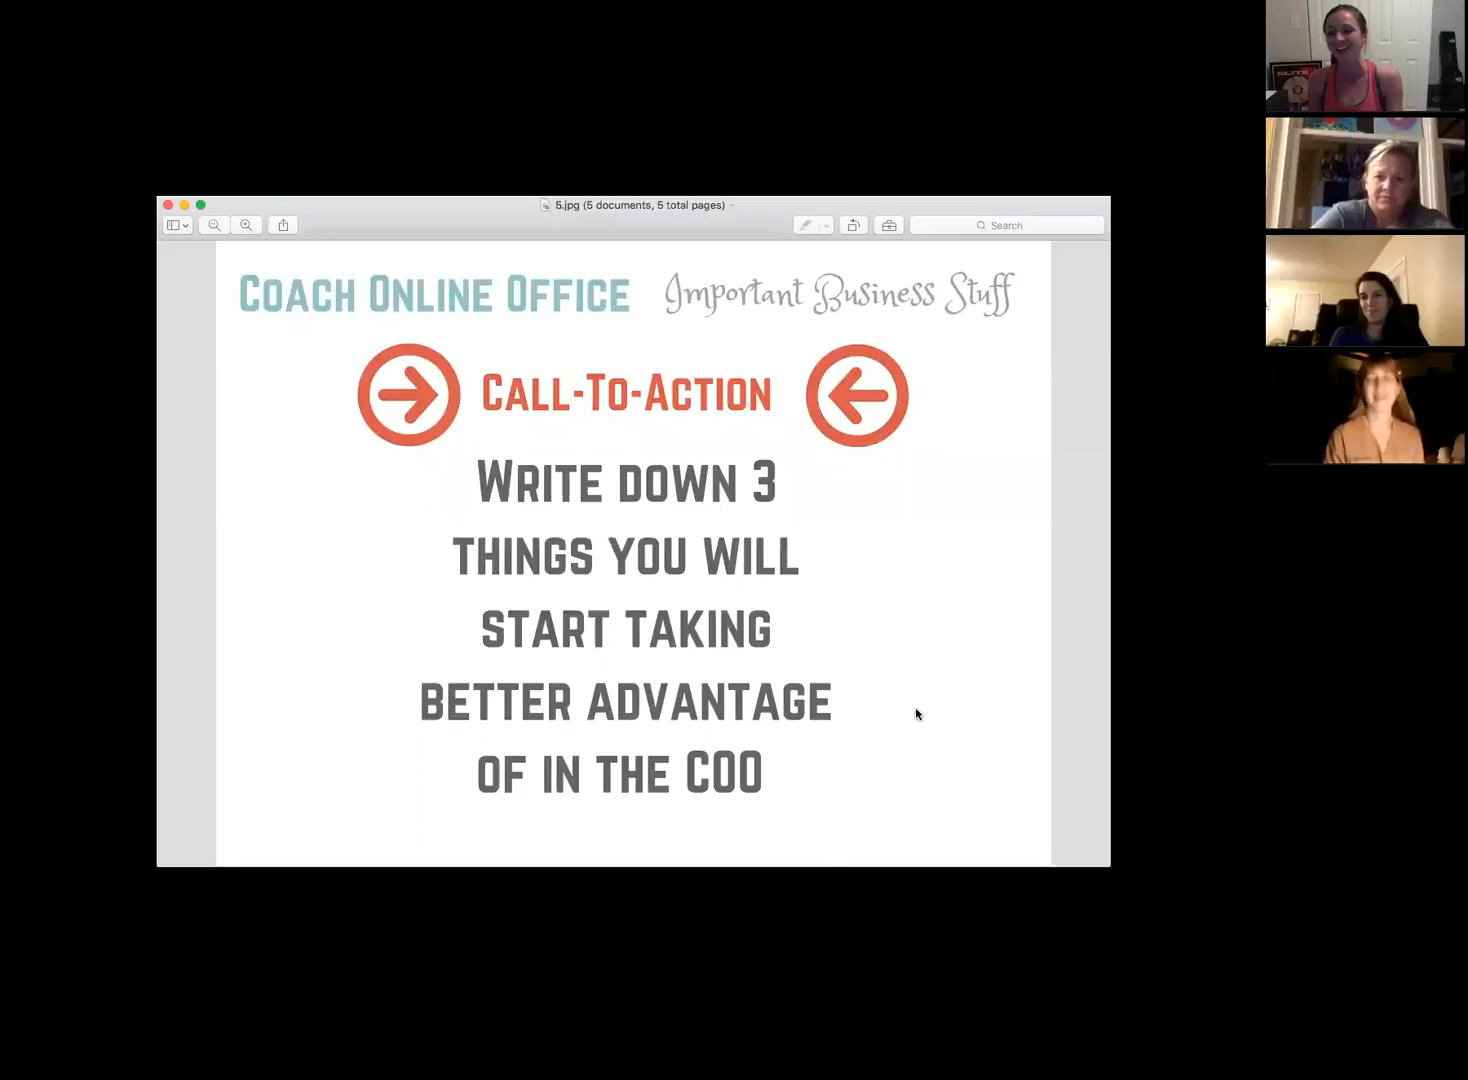 5.jpg (5 documents, 5 total pages)
Search
Coach Online Office Important Business Stuff
Call-To-Action
Write down 3
things you will
start taking
better advantage
of in the COO